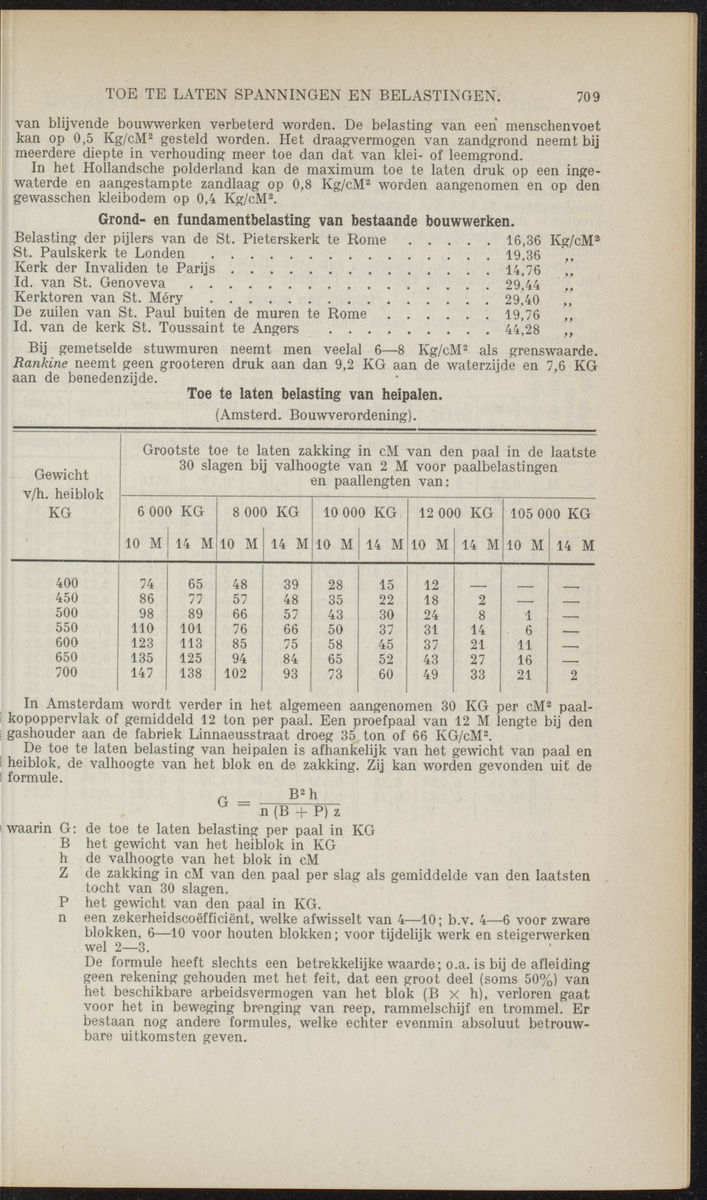 TOE TE LATEN SPANNINGEN EN BELASTINGEN. 709
van blijvende bouwwerken verbeterd worden. De belasting van een menschenvoet
kan op 0,5 Kg/cM² gesteld worden. Het draagvermogen van zandgrond neemt bij
meerdere diepte in verhouding meer toe dan dat van klei- of leemgrond.
In het Hollandsche polderland kan de maximum toe te laten druk op een inge-
waterde en aangestampte zandlaag op 0,8 Kg/cM² worden aangenomen en op den
gewasschen kleibodem op 0,4 Kg/cM².
Grond- en fundamentbelasting van bestaande bouwwerken.
Belasting der pijlers van de St. Pieterskerk te Rome . . . . . 16,36 Kg/cM²
St. Paulskerk te Londen . . . . . . . . . . . . . . . 19,36 „
Kerk der Invaliden te Parijs . . . . . . . . . . . . . . 14,76 „
Id. van St. Genoveva . . . . . . . . . . . . . . . . 29,44 „
Kerktoren van St. Méry . . . . . . . . . . . . . . . 29,40 „
De zuilen van St. Paul buiten de muren te Rome . . . . . . 19,76 „
Id. van de kerk St. Toussaint te Angers . . . . . . . . . 44,28 „
Bij gemetselde stuwmuren neemt men veelal 6—8 Kg/cM² als grenswaarde.
Rankine neemt geen grooteren druk aan dan 9,2 KG aan de waterzijde en 7,6 KG
aan de benedenzijde.
Toe te laten belasting van heipalen.
(Amsterd. Bouwverordening).
Gewicht
v/h. heiblok
KG
Grootste toe te laten zakking in cM van den paal in de laatste
30 slagen bij valhoogte van 2 M voor paalbelastingen
en paallengten van:
6 000 KG 8 000 KG 10 000 KG 12 000 KG 105 000 KG
10 M 14 M 10 M 14 M 10 M 14 M 10 M 14 M 10 M 14 M
400 74 65 48 39 28 15 12 — — —
450 86 77 57 48 35 22 18 2 — —
500 98 89 66 57 43 30 24 8 1 —
550 110 101 76 66 50 37 31 14 6 —
600 123 113 85 75 58 45 37 21 11 —
650 135 125 94 84 65 52 43 27 16 —
700 147 138 102 93 73 60 49 33 21 2
In Amsterdam wordt verder in het algemeen aangenomen 30 KG per cM² paal-
kopoppervlak of gemiddeld 12 ton per paal. Een proefpaal van 12 M lengte bij den
gashouder aan de fabriek Linnaeusstraat droeg 35 ton of 66 KG/cM².
De toe te laten belasting van heipalen is afhankelijk van het gewicht van paal en
heiblok, de valhoogte van het blok en de zakking. Zij kan worden gevonden uit de
formule.
G = B² h
n (B + P) z
waarin G: de toe te laten belasting per paal in KG
B het gewicht van het heiblok in KG
h de valhoogte van het blok in cM
Z de zakking in cM van den paal per slag als gemiddelde van den laatsten
tocht van 30 slagen.
P het gewicht van den paal in KG.
n een zekerheidscoëfficiënt, welke afwisselt van 4—10; b.v. 4—6 voor zware
blokken, 6—10 voor houten blokken; voor tijdelijk werk en steigerwerken
wel 2—3.
De formule heeft slechts een betrekkelijke waarde; o.a. is bij de afleiding
geen rekening gehouden met het feit, dat een groot deel (soms 50%) van
het beschikbare arbeidsvermogen van het blok (B × h), verloren gaat
voor het in beweging brenging van reep, rammelschijf en trommel. Er
bestaan nog andere formules, welke echter evenmin absoluut betrouw-
bare uitkomsten geven.